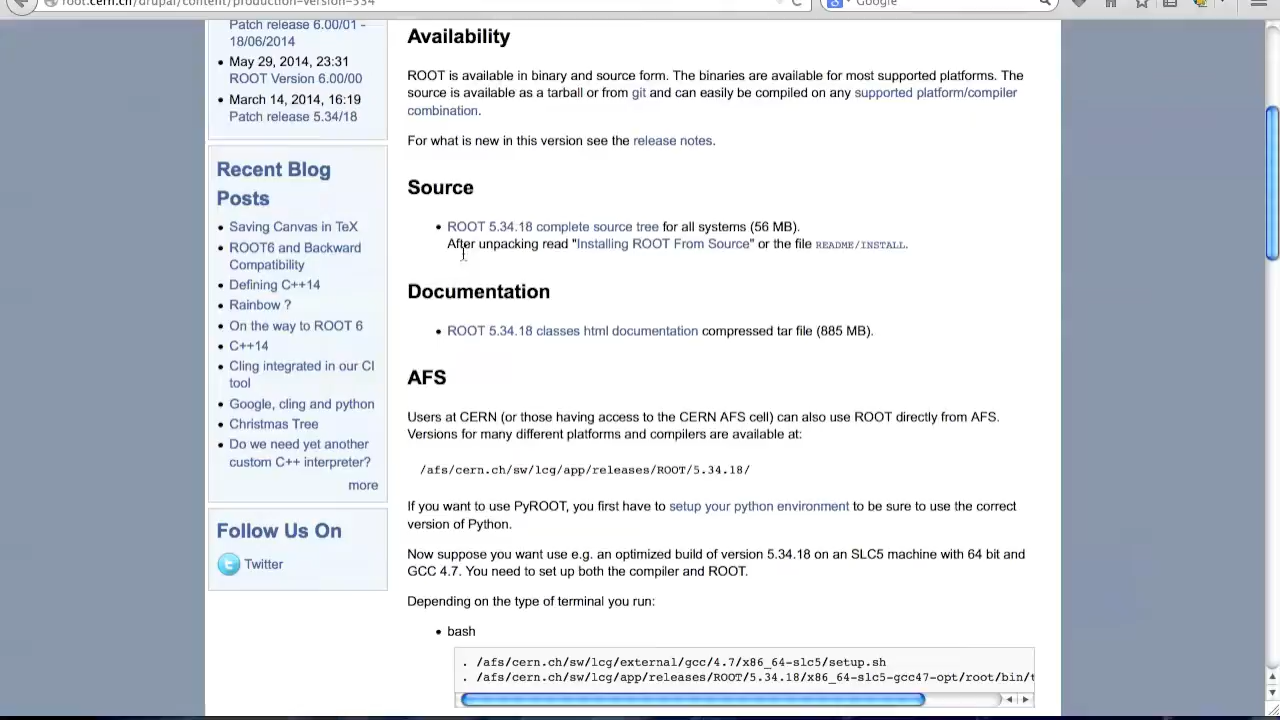 root.cern.ch/drupal/content/production-version-534
Google
Patch release 6.00/01 -
18/06/2014
May 29, 2014, 23:31
ROOT Version 6.00/00
March 14, 2014, 16:19
Patch release 5.34/18
Recent Blog
Posts
Saving Canvas in TeX
ROOT6 and Backward
Compatibility
Defining C++14
Rainbow ?
On the way to ROOT 6
C++14
Cling integrated in our CI
tool
Google, cling and python
Christmas Tree
Do we need yet another
custom C++ interpreter?
more
Follow Us On
Twitter
Availability
ROOT is available in binary and source form. The binaries are available for most supported platforms. The
source is available as a tarball or from git and can easily be compiled on any supported platform/compiler
combination.
For what is new in this version see the release notes.
Source
ROOT 5.34.18 complete source tree for all systems (56 MB).
After unpacking read "Installing ROOT From Source" or the file README/INSTALL.
Documentation
ROOT 5.34.18 classes html documentation compressed tar file (885 MB).
AFS
Users at CERN (or those having access to the CERN AFS cell) can also use ROOT directly from AFS.
Versions for many different platforms and compilers are available at:
/afs/cern.ch/sw/lcg/app/releases/ROOT/5.34.18/
If you want to use PyROOT, you first have to setup your python environment to be sure to use the correct
version of Python.
Now suppose you want use e.g. an optimized build of version 5.34.18 on an SLC5 machine with 64 bit and
GCC 4.7. You need to set up both the compiler and ROOT.
Depending on the type of terminal you run:
bash
. /afs/cern.ch/sw/lcg/external/gcc/4.7/x86_64-slc5/setup.sh
. /afs/cern.ch/sw/lcg/app/releases/ROOT/5.34.18/x86_64-slc5-gcc47-opt/root/bin/t